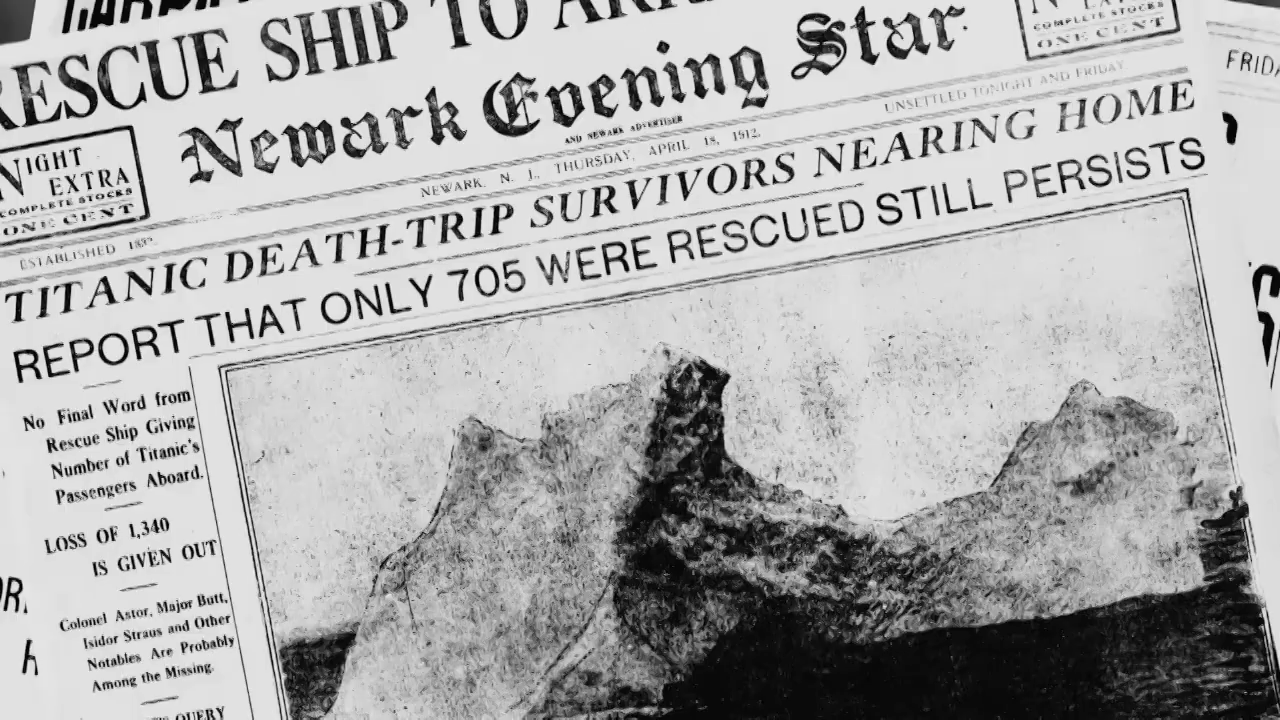 RESCUE SHIP TO
Newark Evening Star
AND NEWARK ADVERTISER
COMPLETE STOCKS
ONE CENT
NIGHT
EXTRA
COMPLETE STOCKS
ONE CENT
ESTABLISHED
NEWARK, N. J., THURSDAY, APRIL 18, 1912.
UNSETTLED TONIGHT AND FRIDAY
TITANIC DEATH-TRIP SURVIVORS NEARING HOME
REPORT THAT ONLY 705 WERE RESCUED STILL PERSISTS
No Final Word from
Rescue Ship Giving
Number of Titanic's
Passengers Aboard.
LOSS OF 1,340
IS GIVEN OUT
Colonel Astor, Major Butt,
Isidor Straus and Other
Notables Are Probably
Among the Missing.
QUERY